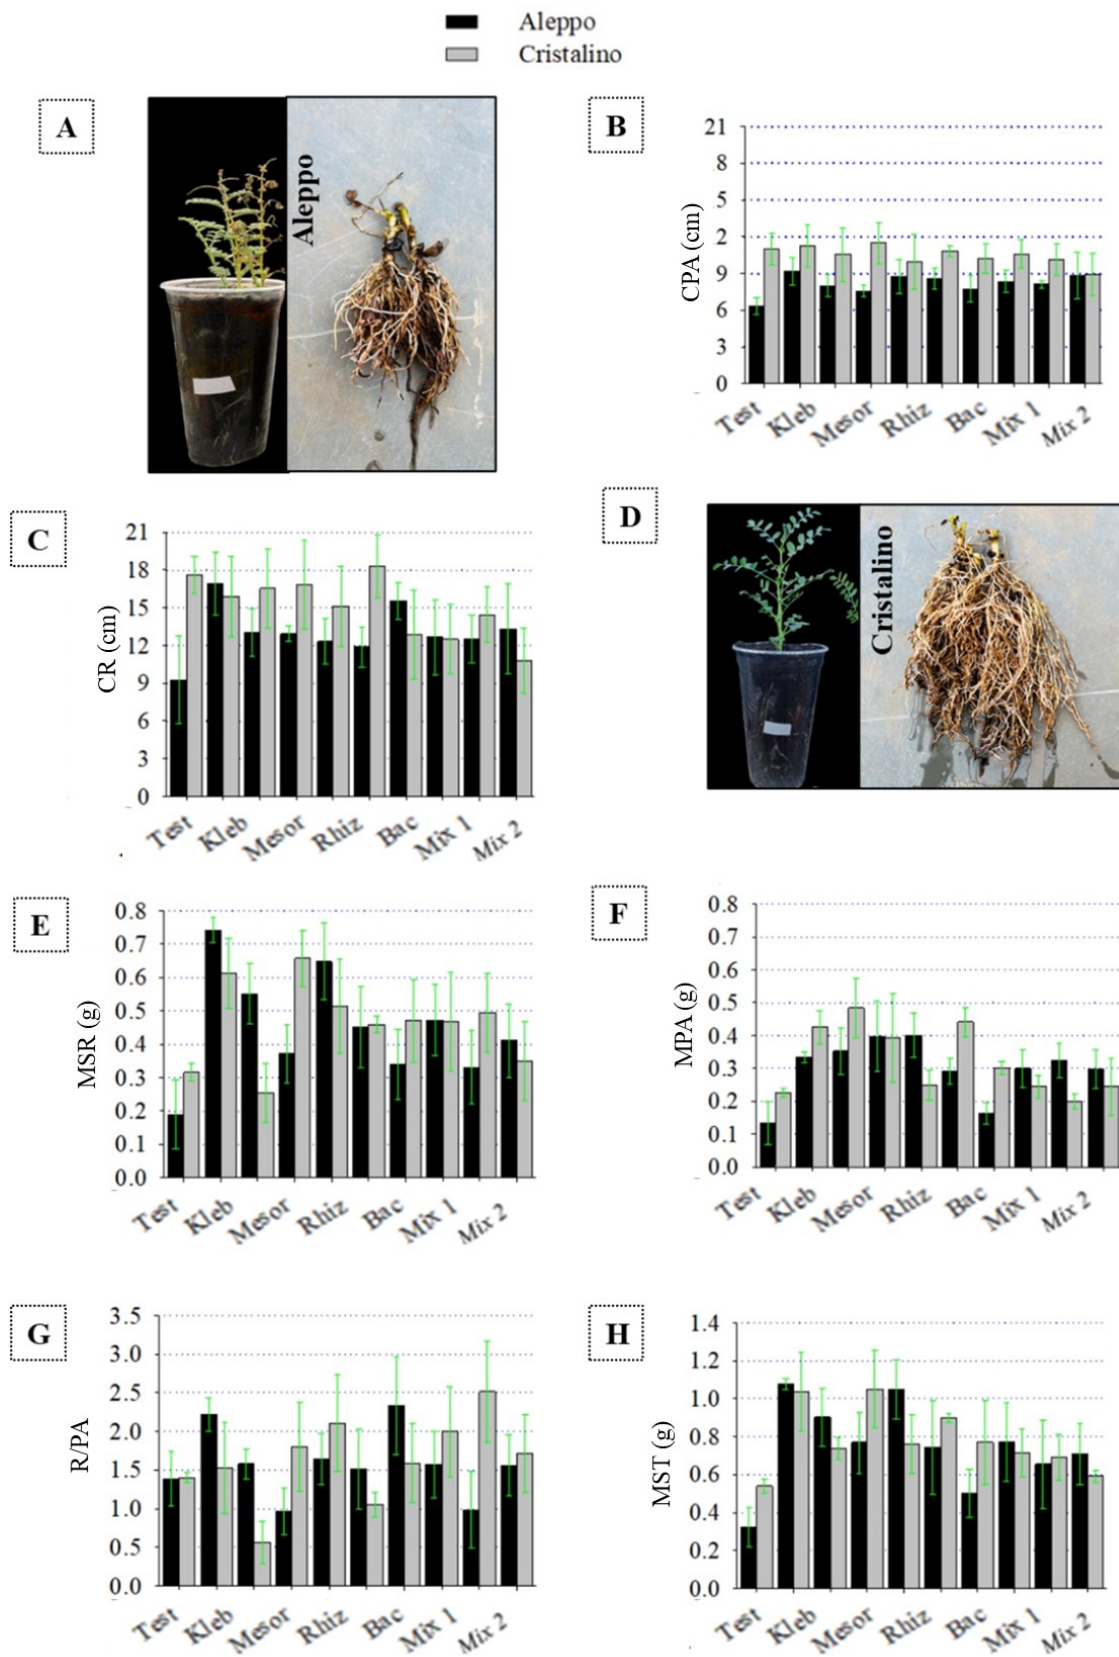 Aleppo
Cristalino
A
Aleppo
B
CPA (cm)
21
8
5
2
9
6
3
0
Test
Kleb
Mesor
Rhiz
Bac
Mix 1
Mix 2
C
CR (cm)
21
18
15
12
9
6
3
0
Test
Kleb
Mesor
Rhiz
Bac
Mix 1
Mix 2
D
Cristalino
E
MSR (g)
0.8
0.7
0.6
0.5
0.4
0.3
0.2
0.1
0.0
Test
Kleb
Mesor
Rhiz
Bac
Mix 1
Mix 2
F
MPA (g)
0.8
0.7
0.6
0.5
0.4
0.3
0.2
0.1
0.0
Test
Kleb
Mesor
Rhiz
Bac
Mix 1
Mix 2
G
R/PA
3.5
3.0
2.5
2.0
1.5
1.0
0.5
0.0
Test
Kleb
Mesor
Rhiz
Bac
Mix 1
Mix 2
H
MST (g)
1.4
1.2
1.0
0.8
0.6
0.4
0.2
0.0
Test
Kleb
Mesor
Rhiz
Bac
Mix 1
Mix 2